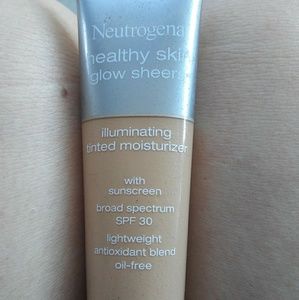 Neutrogena
healthy skin
glow sheers
illuminating
tinted moisturizer
with
sunscreen
broad spectrum
SPF 30
lightweight
antioxidant blend
oil-free